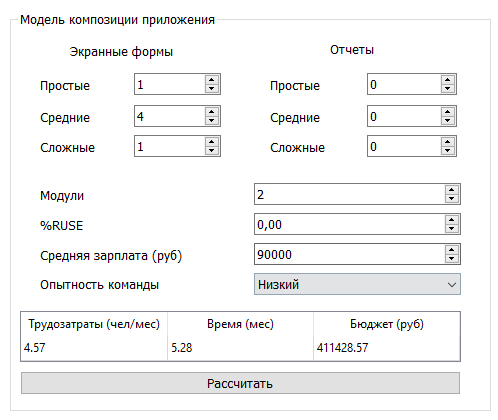 Модель композиции приложения
Экранные формы Отчеты
Простые 1 Простые 0
Средние 4 Средние 0
Сложные 1 Сложные 0
Модули 2
%RUSE 0,00
Средняя зарплата (руб) 90000
Опытность команды Низкий
Трудозатраты (чел/мес) Время (мес) Бюджет (руб)
4.57 5.28 411428.57
Рассчитать